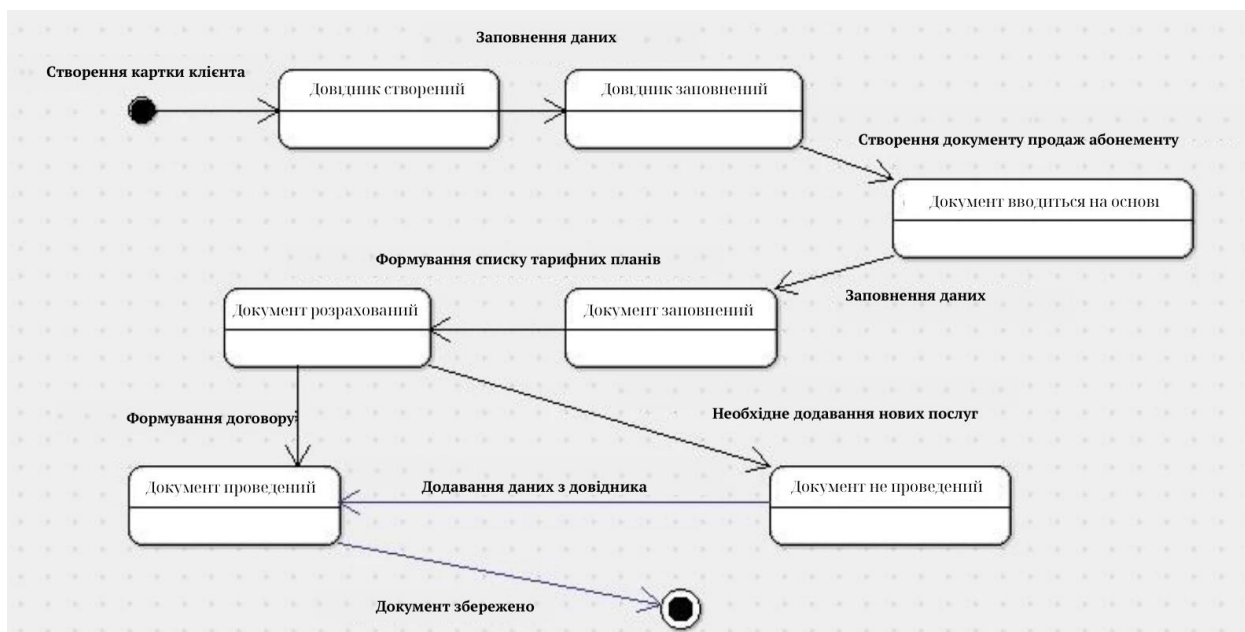 Заповнення даних
Створення картки клієнта
Довідник створений
Довідник заповнений
Створення документу продаж абонементу
Документ вводиться на основі
Формування списку тарифних планів
Заповнення даних
Документ розрахований
Документ заповнений
Формування договору
Необхідне додавання нових послуг
Документ проведений
Додавання даних з довідника
Документ не проведений
Документ збережено